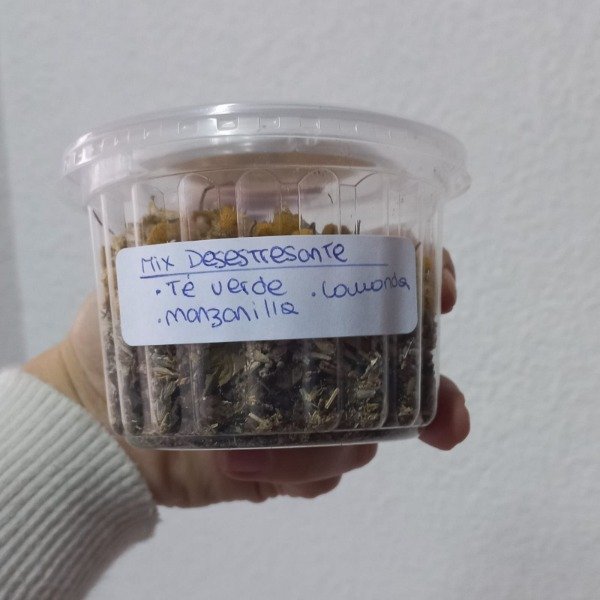 Mix Desestresante
• Té verde • Lavanda
• Manzanilla